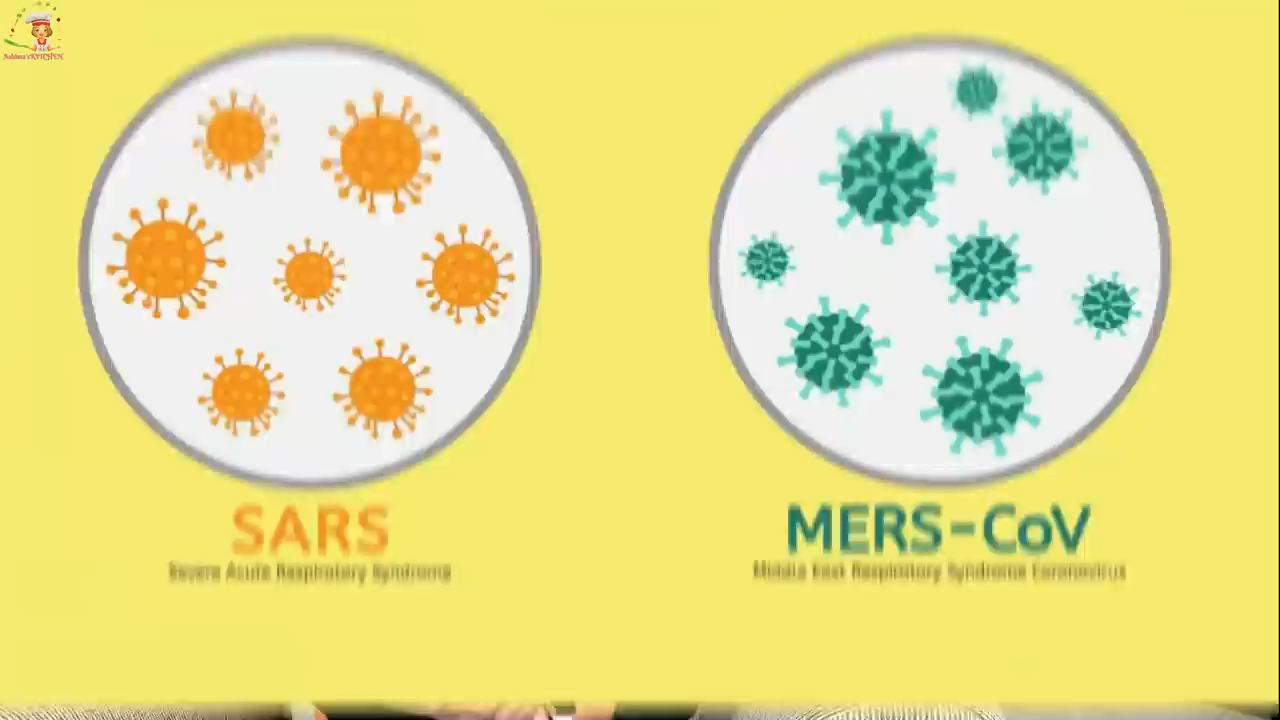 SARS
Severe Acute Respiratory Syndrome
MERS-CoV
Middle East Respiratory Syndrome Coronavirus